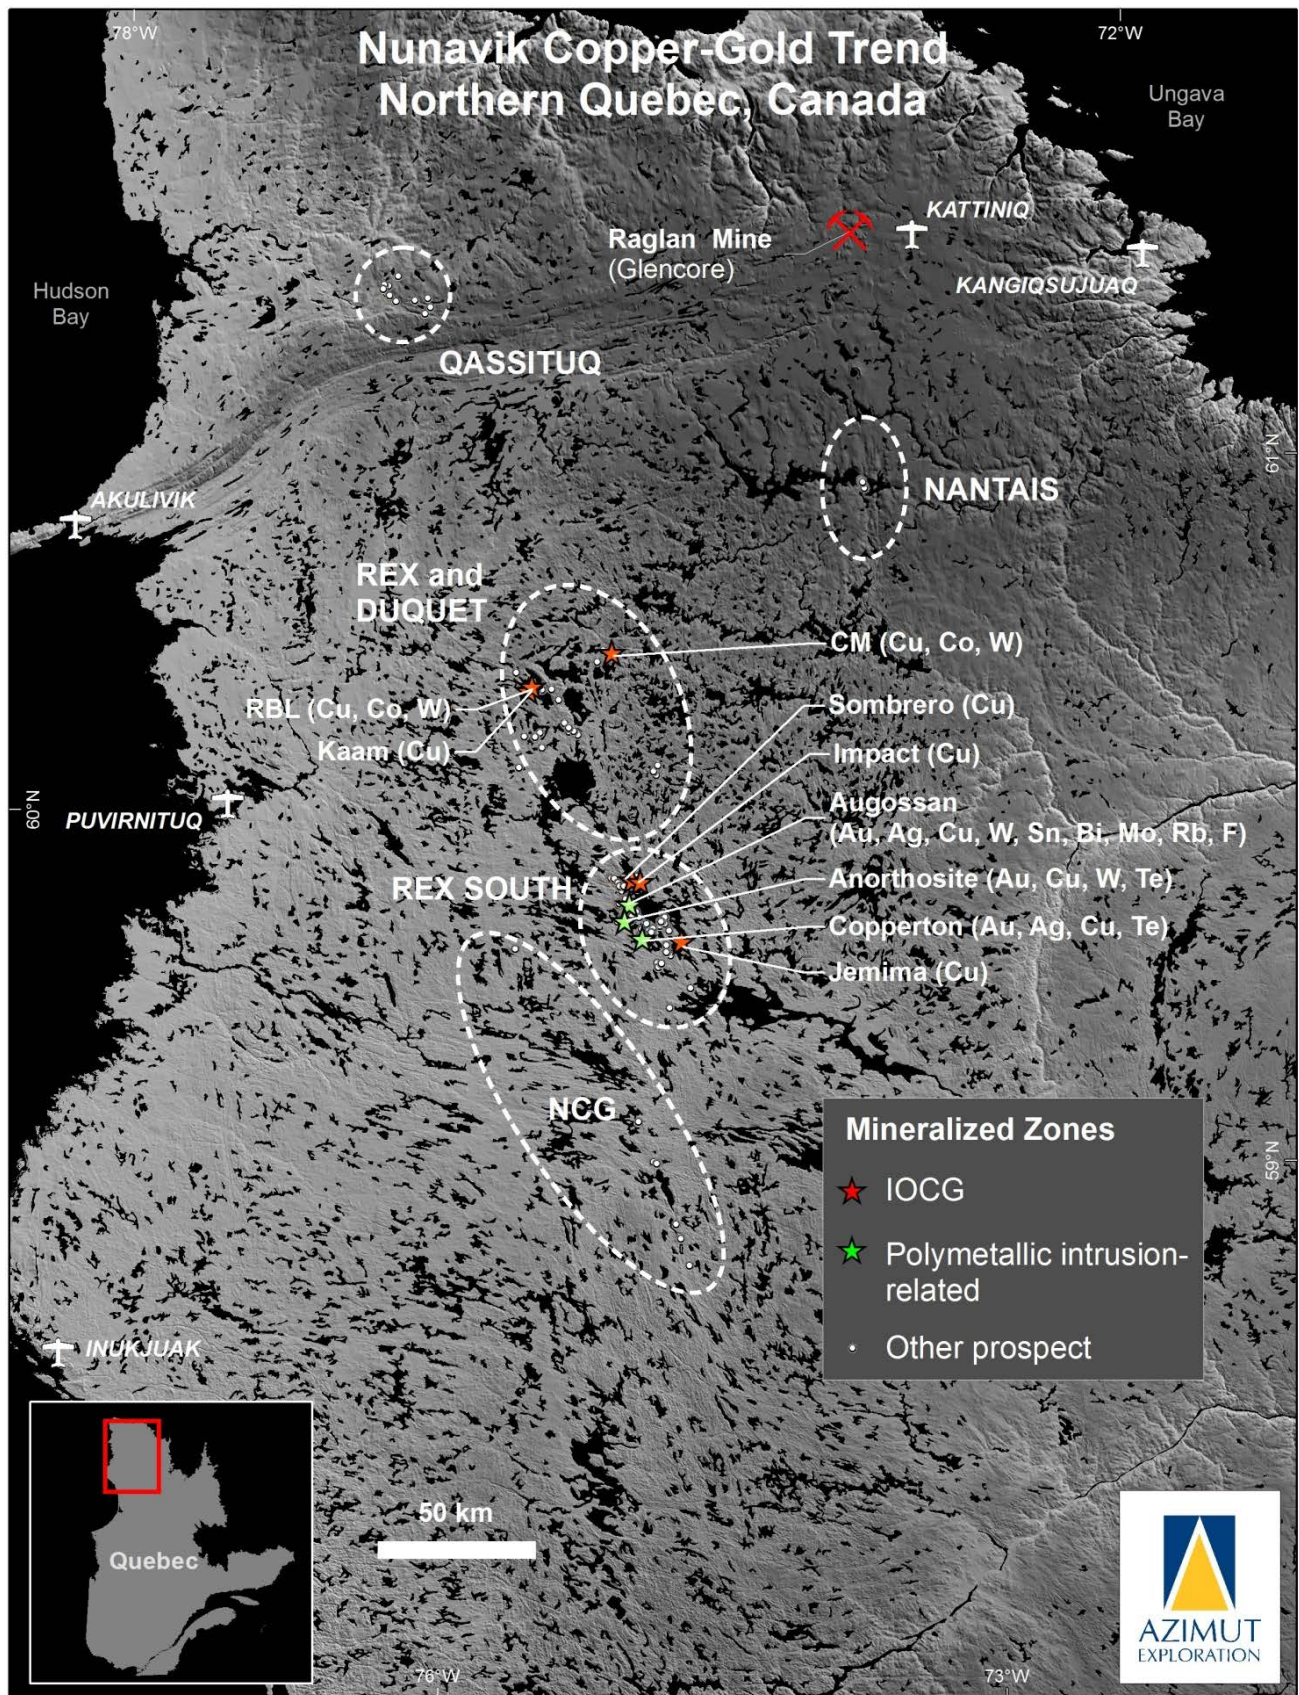 78°W
72°W
Nunavik Copper-Gold Trend
Northern Quebec, Canada
Ungava
Bay
KATTINIQ
Raglan Mine
(Glencore)
KANGIQSUJUAQ
Hudson
Bay
QASSITUQ
61°N
NANTAIS
AKULIVIK
REX and
DUQUET
CM (Cu, Co, W)
Sombrero (Cu)
RBL (Cu, Co, W)
Kaam (Cu)
Impact (Cu)
60°N
PUVIRNITUQ
Augossan
(Au, Ag, Cu, W, Sn, Bi, Mo, Rb, F)
REX SOUTH
Anorthosite (Au, Cu, W, Te)
Copperton (Au, Ag, Cu, Te)
Jemima (Cu)
NCG
Mineralized Zones
59°N
IOCG
Polymetallic intrusion-
related
Other prospect
INUKJUAK
50 km
Quebec
AZIMUT
EXPLORATION
76°W
73°W